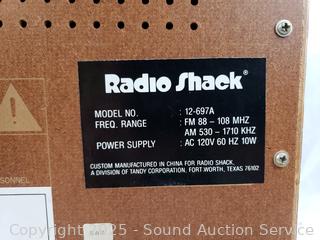 Radio Shack®
MODEL NO. : 12-697A
FREQ. RANGE : FM 88 – 108 MHZ
AM 530 – 1710 KHZ
POWER SUPPLY : AC 120V 60 HZ 10W
CUSTOM MANUFACTURED IN CHINA FOR RADIO SHACK,
A DIVISION OF TANDY CORPORATION. FORT WORTH, TEXAS 76102
!
SONNEL
Copyright 2025 - Sound Auction Service